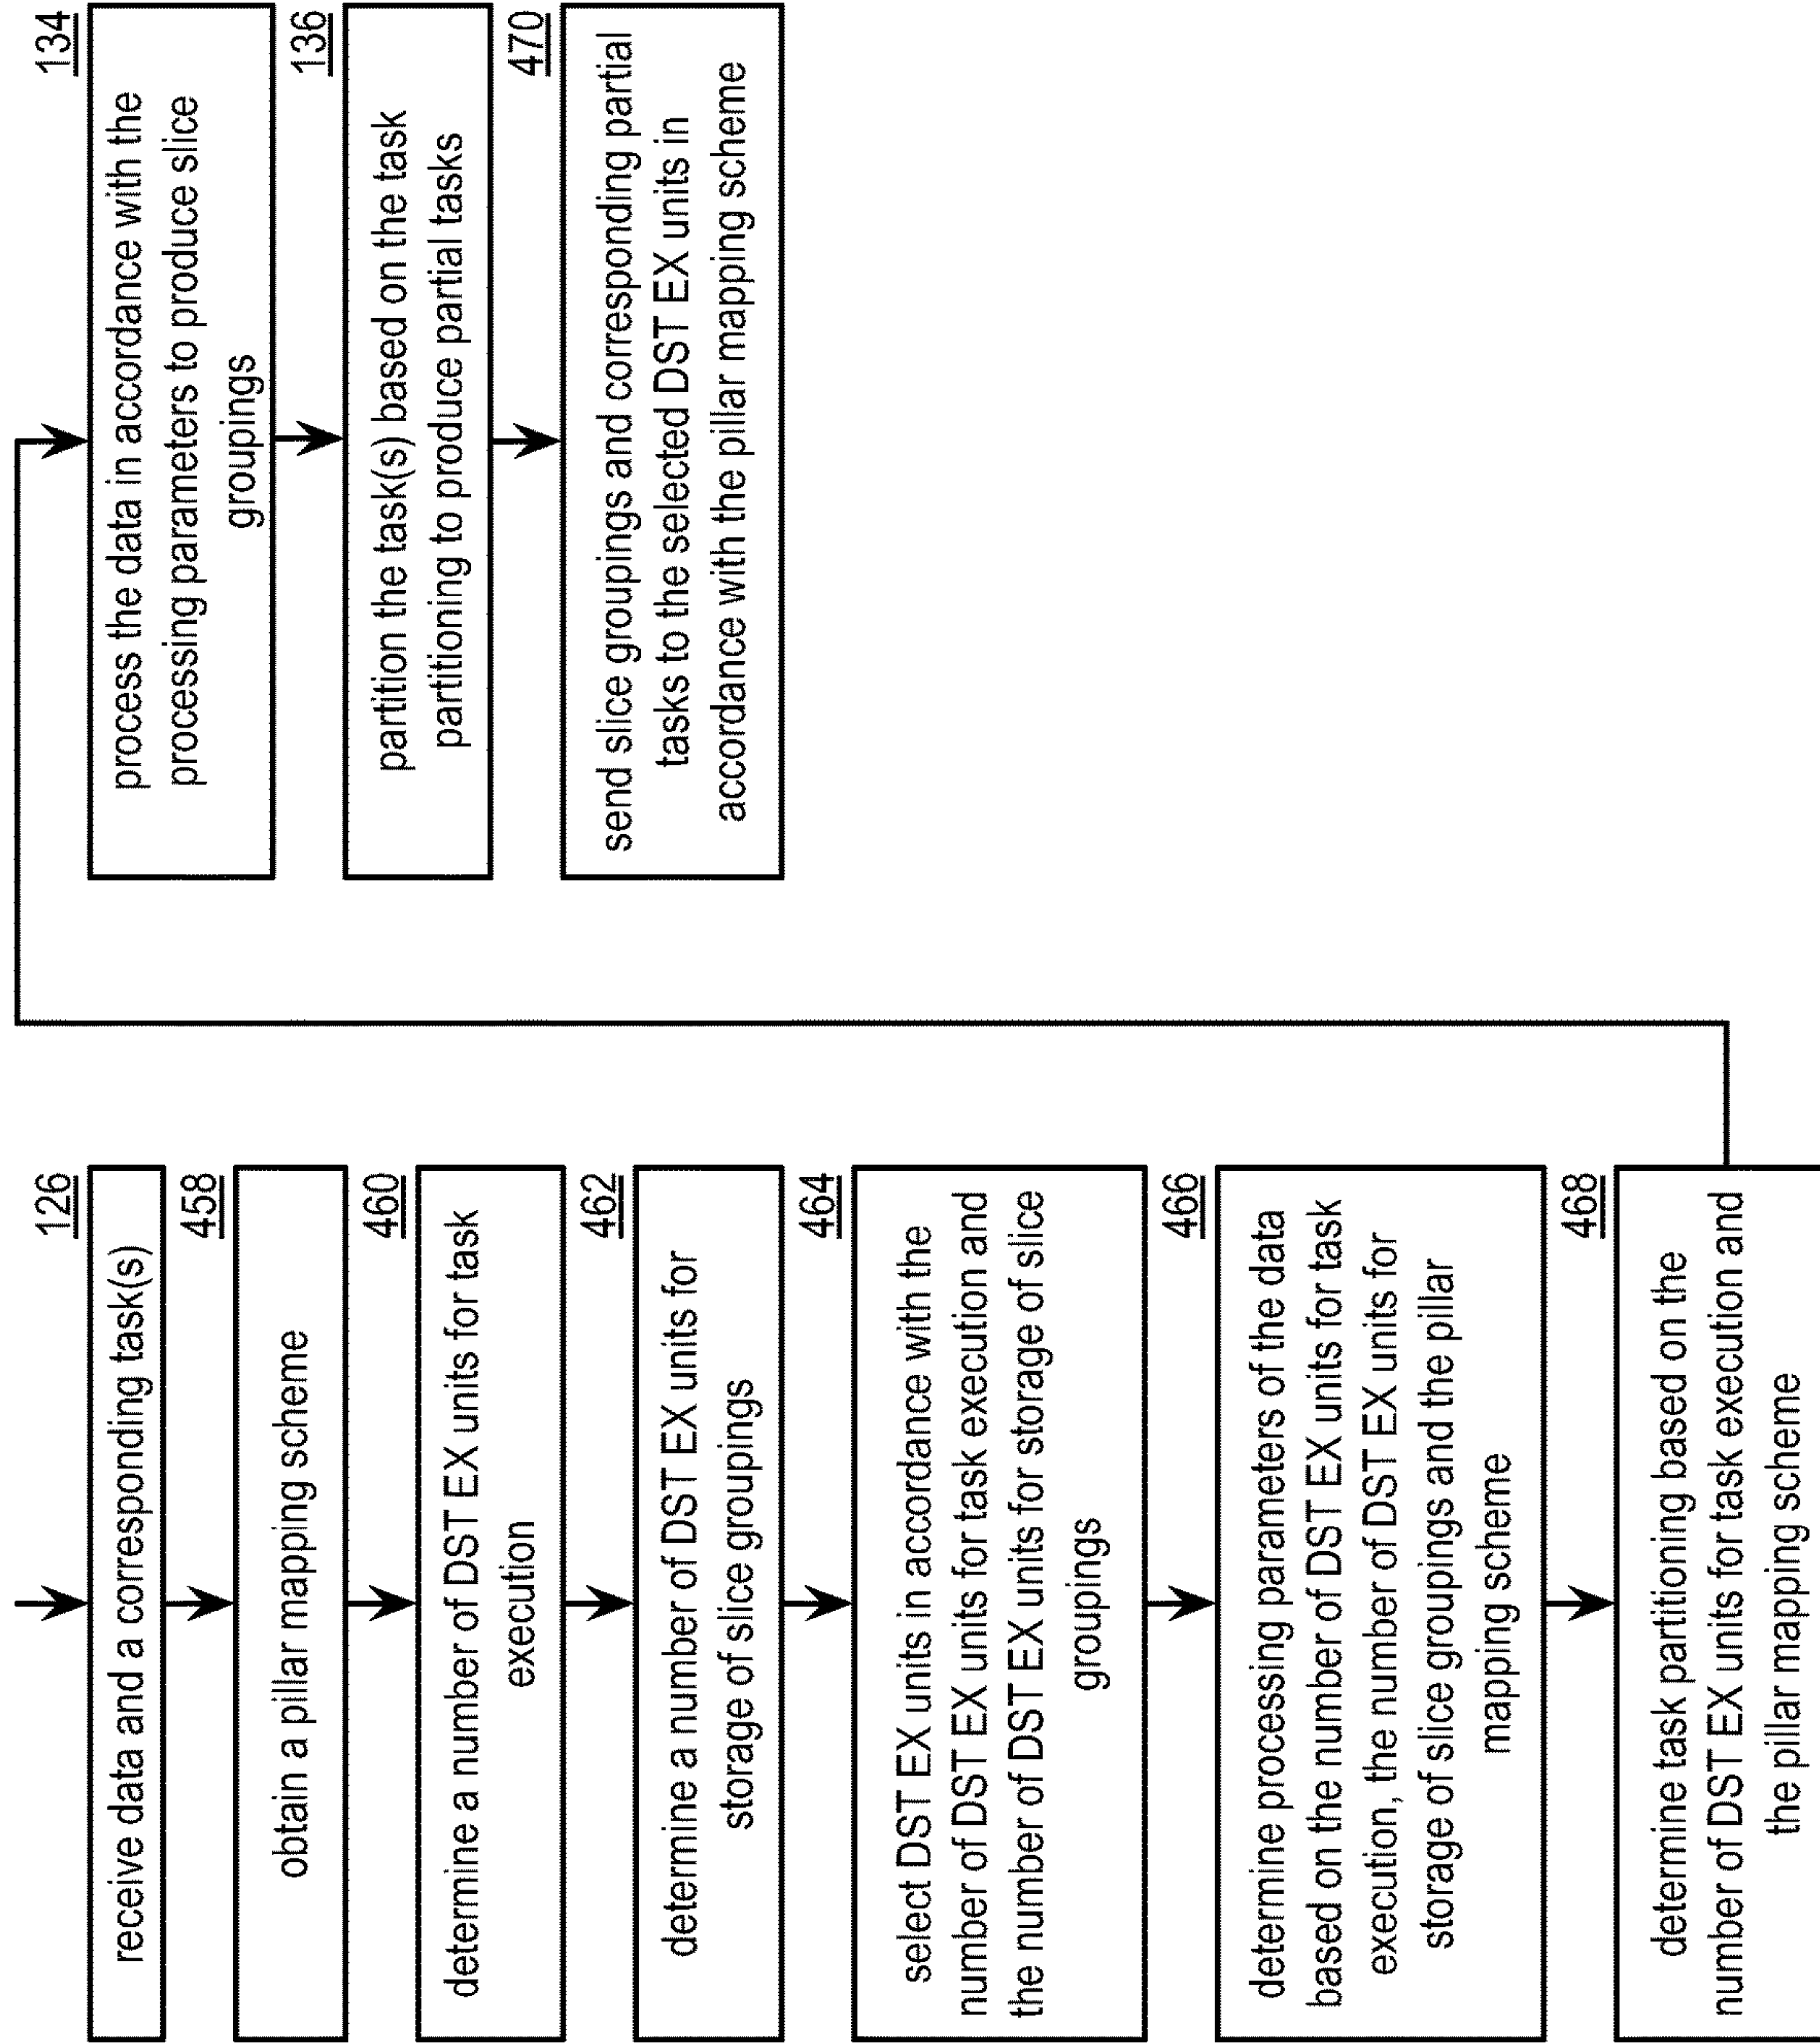 126
receive data and a corresponding task(s)
458
obtain a pillar mapping scheme
460
determine a number of DST EX units for task
execution
462
determine a number of DST EX units for
storage of slice groupings
464
select DST EX units in accordance with the
number of DST EX units for task execution and
the number of DST EX units for storage of slice
groupings
466
determine processing parameters of the data
based on the number of DST EX units for task
execution, the number of DST EX units for
storage of slice groupings and the pillar
mapping scheme
468
determine task partitioning based on the
number of DST EX units for task execution and
the pillar mapping scheme
134
process the data in accordance with the
processing parameters to produce slice
groupings
136
partition the task(s) based on the task
partitioning to produce partial tasks
470
send slice groupings and corresponding partial
tasks to the selected DST EX units in
accordance with the pillar mapping scheme